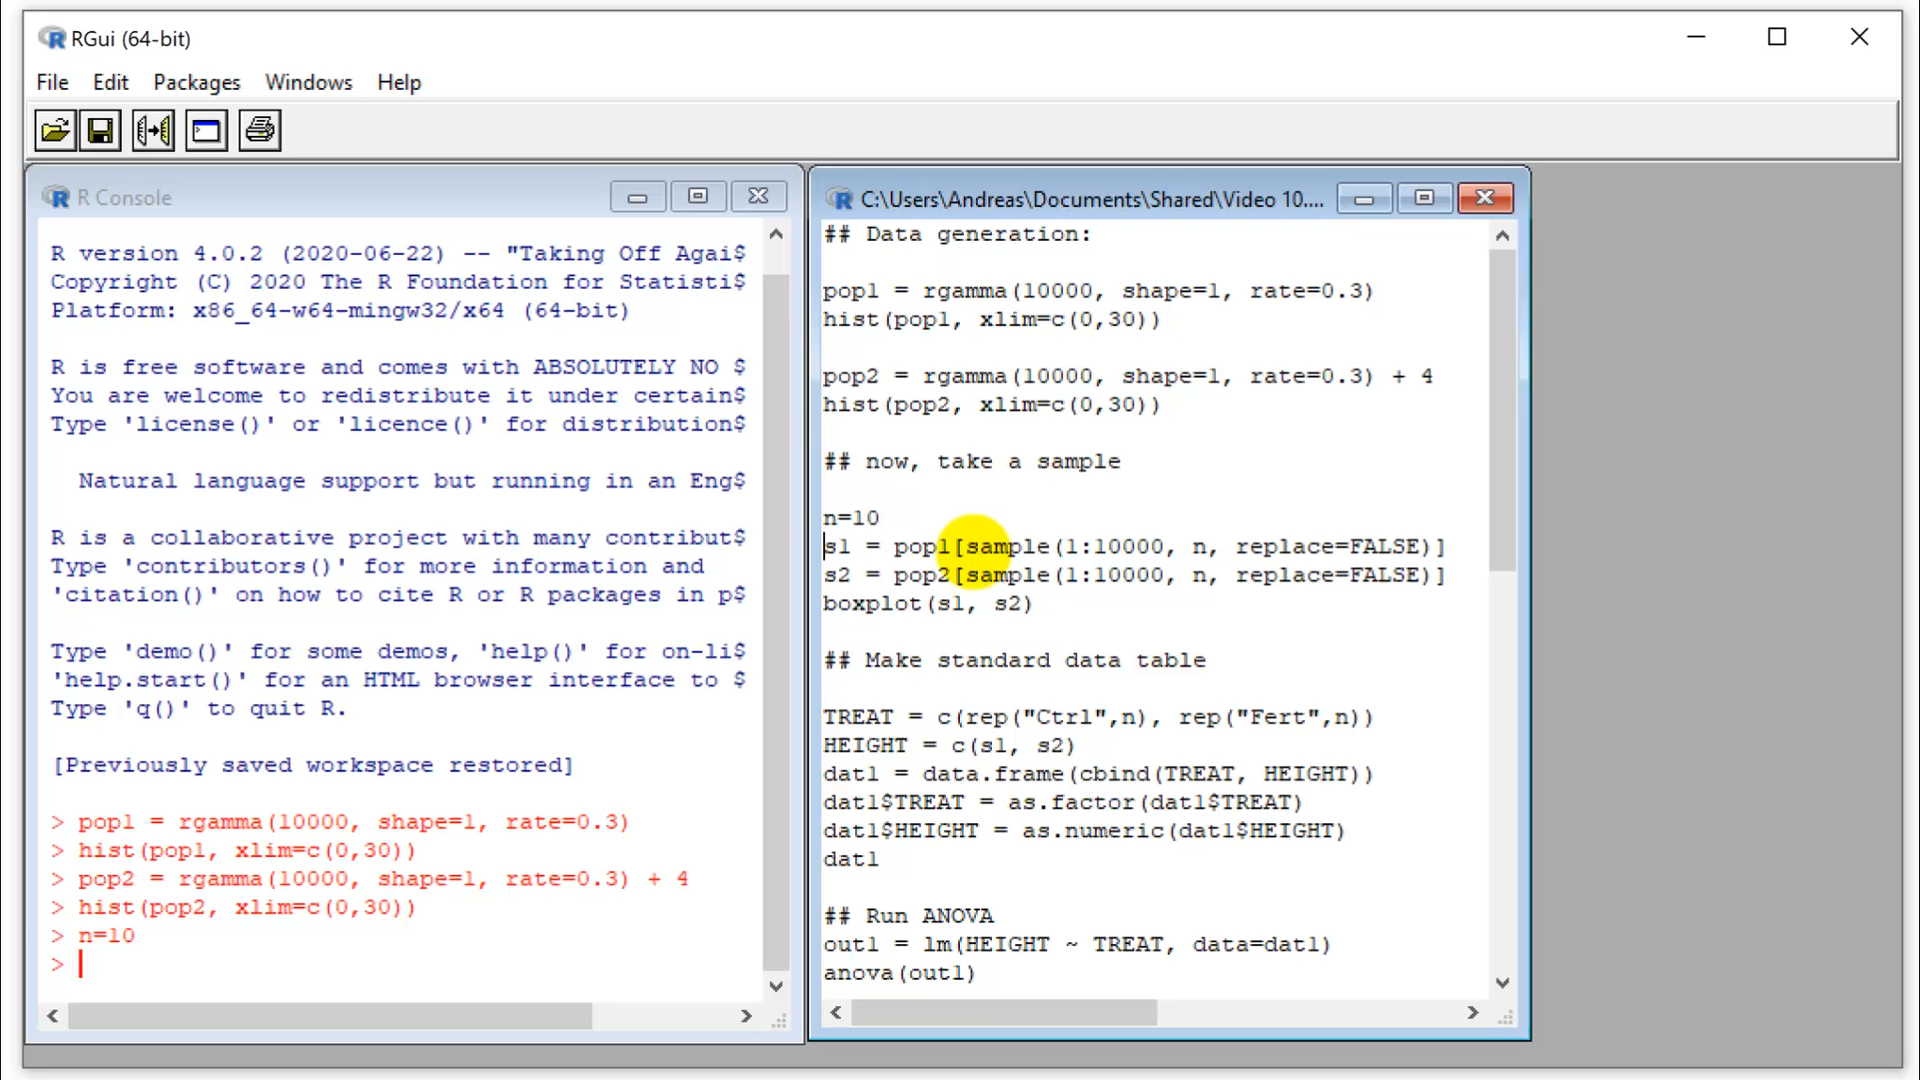 RGui (64-bit)
File Edit Packages Windows Help
R Console
R version 4.0.2 (2020-06-22) -- "Taking Off Agai$
Copyright (C) 2020 The R Foundation for Statisti$
Platform: x86_64-w64-mingw32/x64 (64-bit)
R is free software and comes with ABSOLUTELY NO $
You are welcome to redistribute it under certain$
Type 'license()' or 'licence()' for distribution$
Natural language support but running in an Eng$
R is a collaborative project with many contribut$
Type 'contributors()' for more information and
'citation()' on how to cite R or R packages in p$
Type 'demo()' for some demos, 'help()' for on-li$
'help.start()' for an HTML browser interface to $
Type 'q()' to quit R.
[Previously saved workspace restored]
> pop1 = rgamma(10000, shape=1, rate=0.3)
> hist(pop1, xlim=c(0,30))
> pop2 = rgamma(10000, shape=1, rate=0.3) + 4
> hist(pop2, xlim=c(0,30))
> n=10
>
C:\Users\Andreas\Documents\Shared\Video 10....
## Data generation:
pop1 = rgamma(10000, shape=1, rate=0.3)
hist(pop1, xlim=c(0,30))
pop2 = rgamma(10000, shape=1, rate=0.3) + 4
hist(pop2, xlim=c(0,30))
## now, take a sample
n=10
s1 = pop1[sample(1:10000, n, replace=FALSE)]
s2 = pop2[sample(1:10000, n, replace=FALSE)]
boxplot(s1, s2)
## Make standard data table
TREAT = c(rep("Ctrl",n), rep("Fert",n))
HEIGHT = c(s1, s2)
dat1 = data.frame(cbind(TREAT, HEIGHT))
dat1$TREAT = as.factor(dat1$TREAT)
dat1$HEIGHT = as.numeric(dat1$HEIGHT)
dat1
## Run ANOVA
out1 = lm(HEIGHT ~ TREAT, data=dat1)
anova(out1)